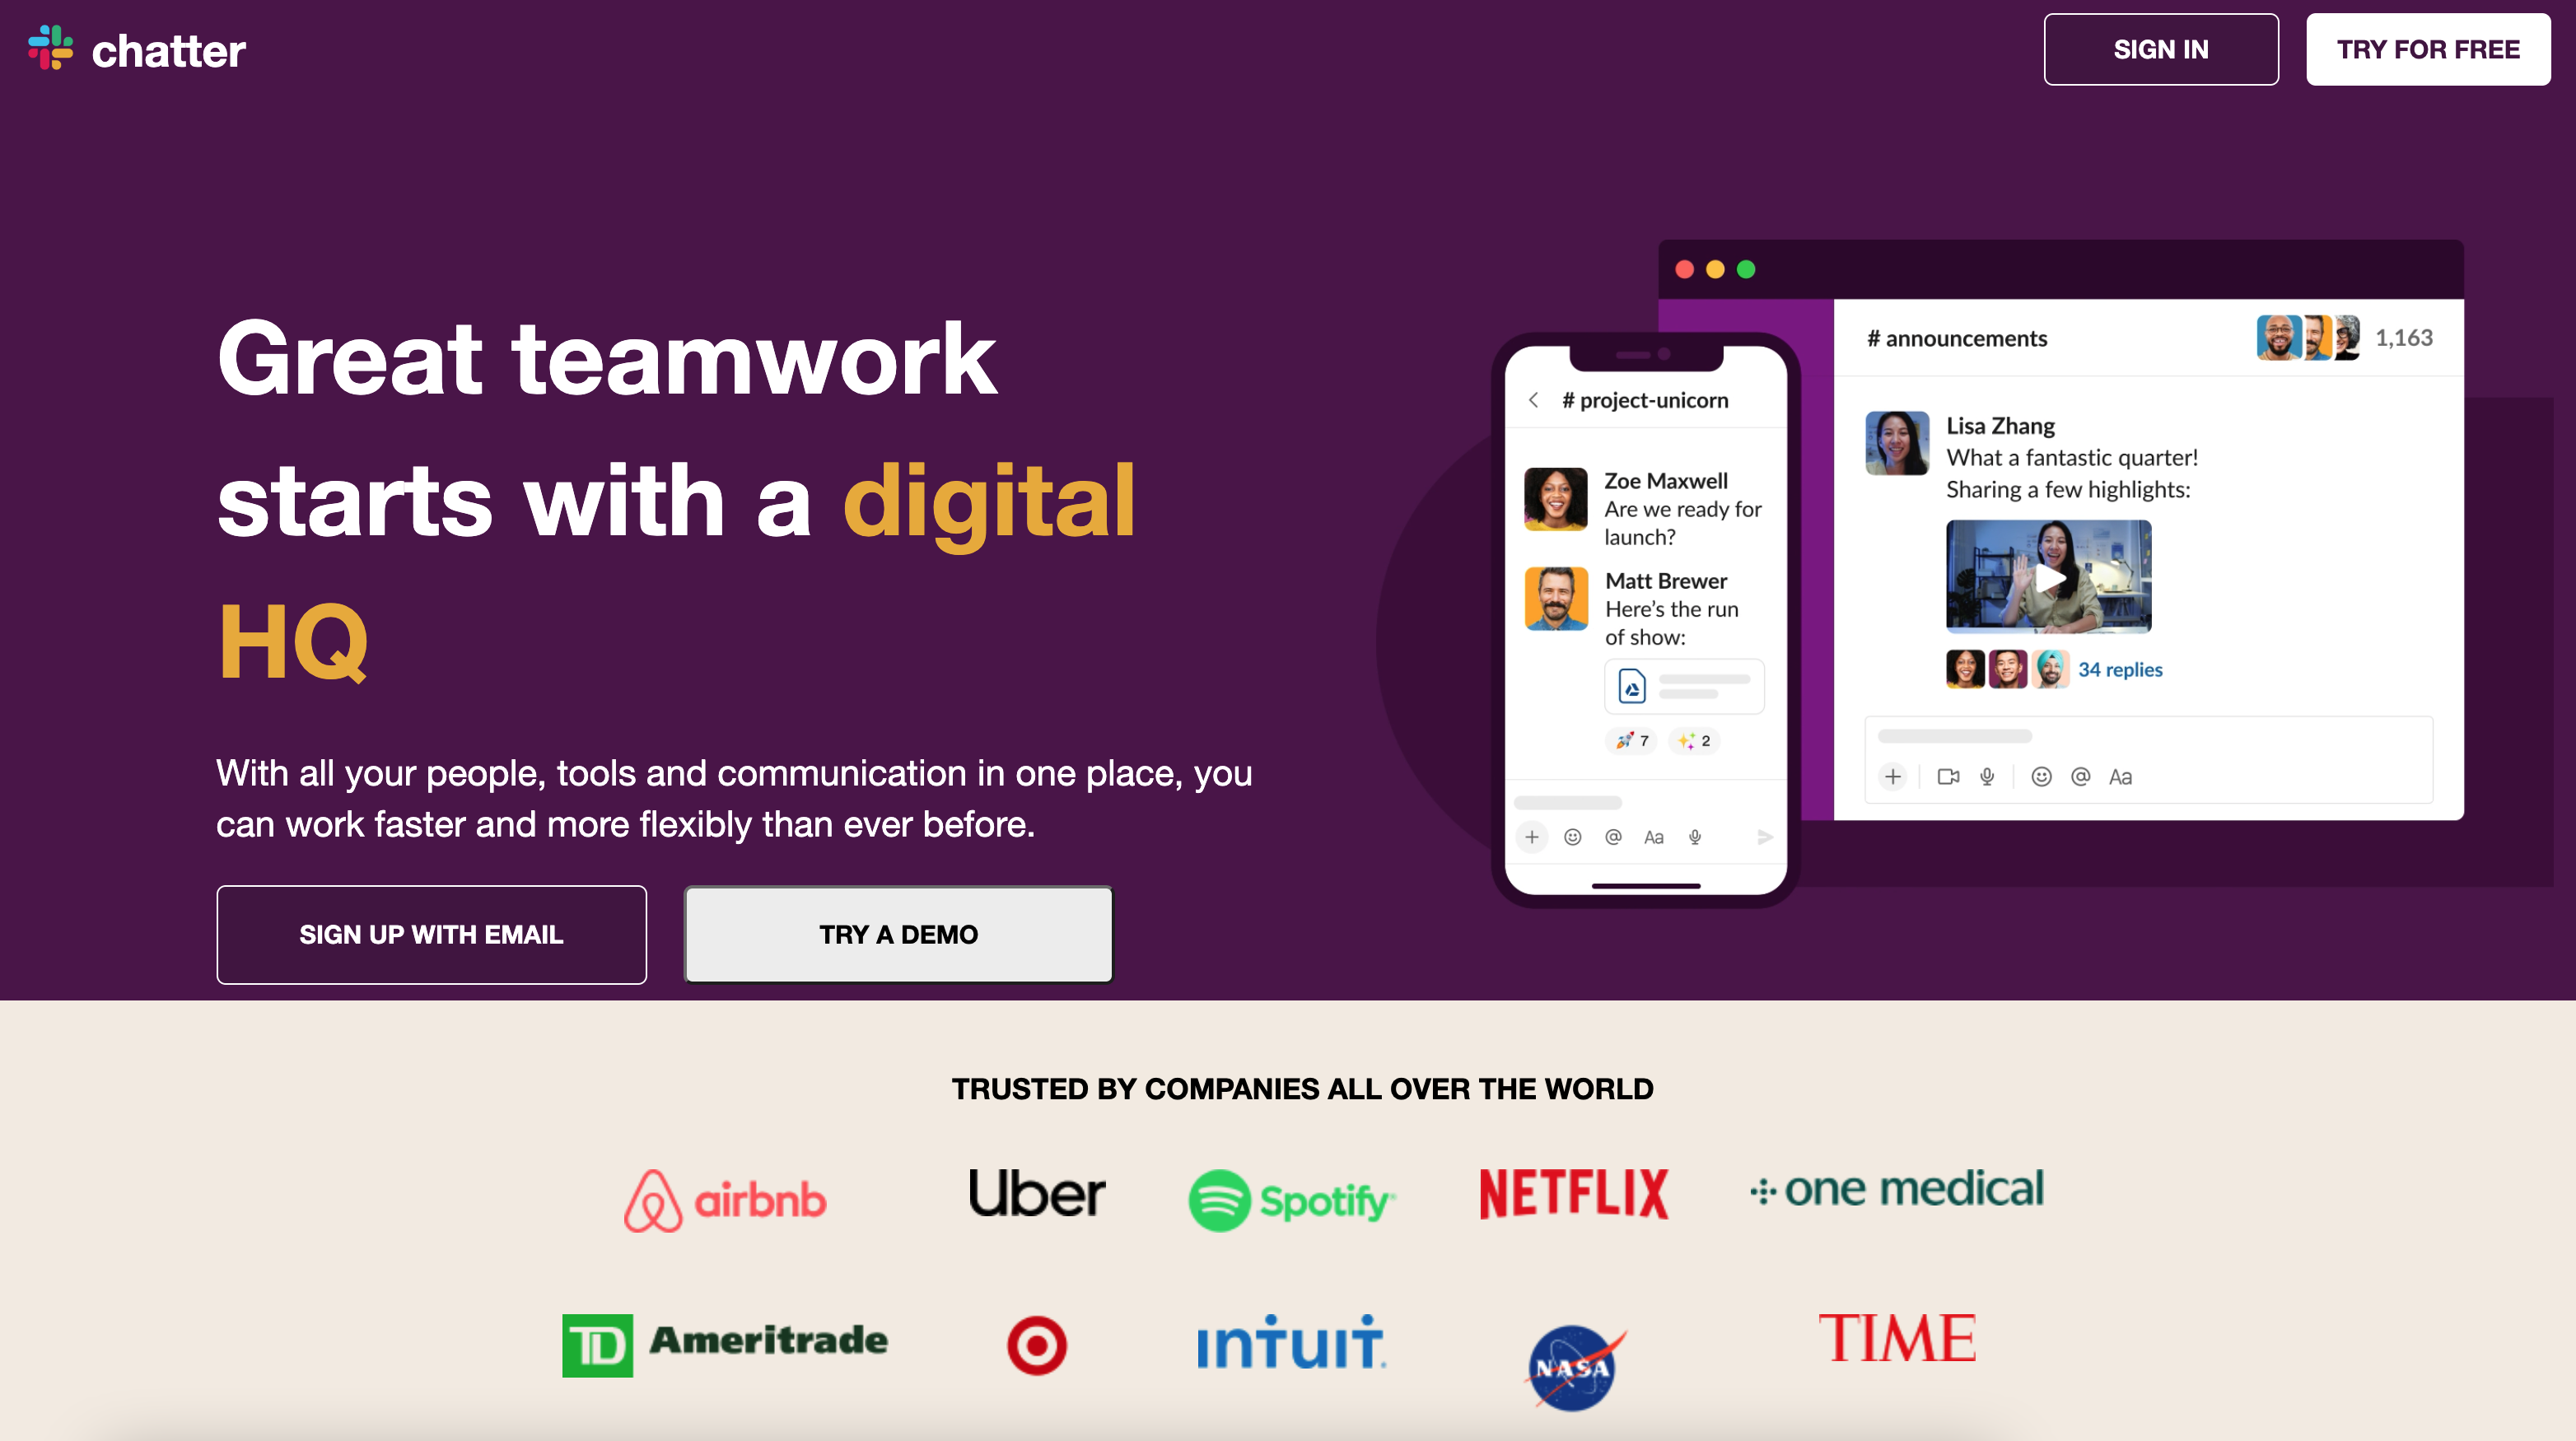 chatter
SIGN IN
TRY FOR FREE
Great teamwork
starts with a digital
HQ
With all your people, tools and communication in one place, you
can work faster and more flexibly than ever before.
SIGN UP WITH EMAIL
TRY A DEMO
# project-unicorn
Zoe Maxwell
Are we ready for
launch?
Matt Brewer
Here’s the run
of show:
7
2
@
Aa
# announcements
1,163
Lisa Zhang
What a fantastic quarter!
Sharing a few highlights:
34 replies
@
Aa
TRUSTED BY COMPANIES ALL OVER THE WORLD
airbnb
Uber
Spotify
NETFLIX
one medical
TD Ameritrade
intuit
NASA
TIME